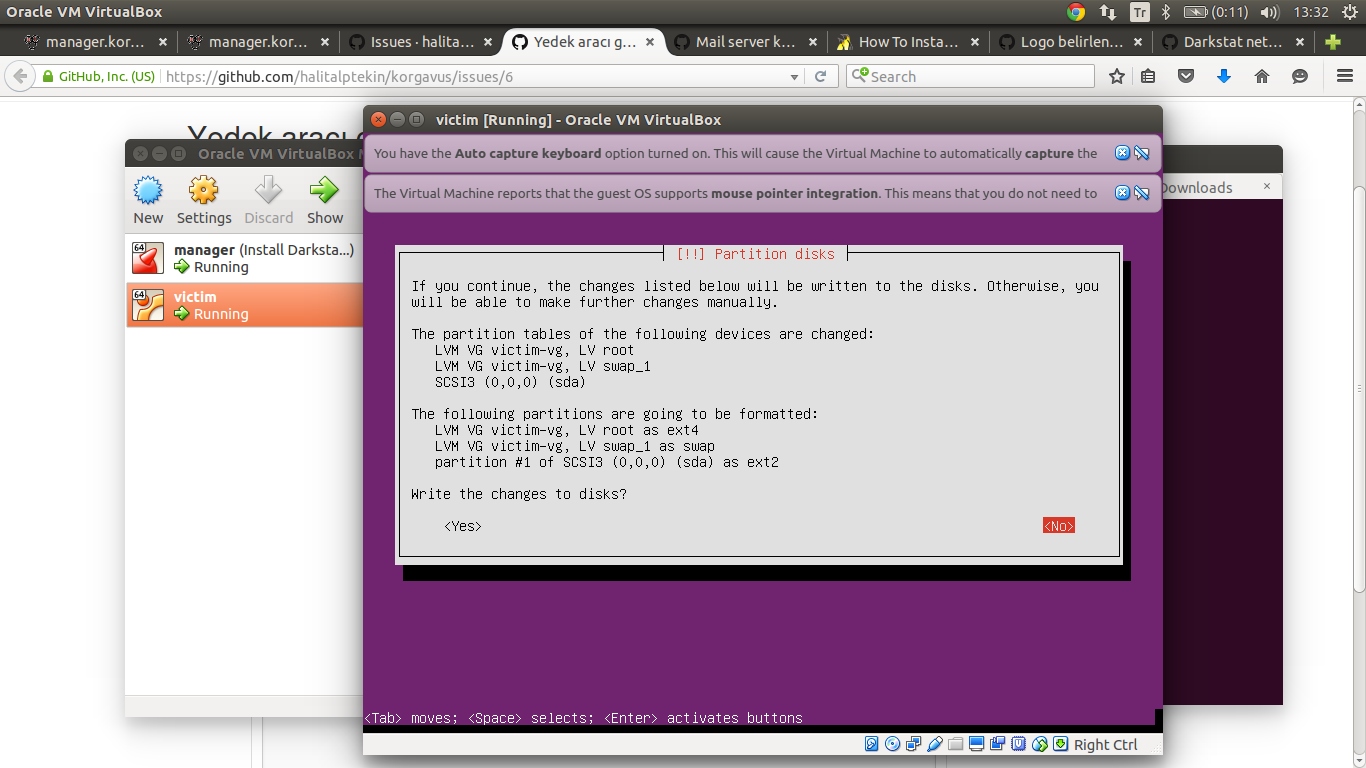 Oracle VM VirtualBox
Tr
(0:11)
13:32
manager.kor... ×
manager.kor... ×
Issues · halita... ×
Yedek aracı g... ×
Mail server k... ×
How To Insta... ×
Logo belirlen... ×
Darkstat net... ×
GitHub, Inc. (US)
https://github.com/halitalptekin/korgavus/issues/6
Search
Yedek aracı
Oracle VM VirtualBox M
New
Settings
Discard
Show
64
manager (Install Darksta...)
Running
64
victim
Running
Downloads ×
victim [Running] - Oracle VM VirtualBox
You have the Auto capture keyboard option turned on. This will cause the Virtual Machine to automatically capture the
The Virtual Machine reports that the guest OS supports mouse pointer integration. This means that you do not need to
[!!] Partition disks
If you continue, the changes listed below will be written to the disks. Otherwise, you
will be able to make further changes manually.
The partition tables of the following devices are changed:
LVM VG victim-vg, LV root
LVM VG victim-vg, LV swap_1
SCSI3 (0,0,0) (sda)
The following partitions are going to be formatted:
LVM VG victim-vg, LV root as ext4
LVM VG victim-vg, LV swap_1 as swap
partition #1 of SCSI3 (0,0,0) (sda) as ext2
Write the changes to disks?
<Yes>
<No>
<Tab> moves; <Space> selects; <Enter> activates buttons
Right Ctrl